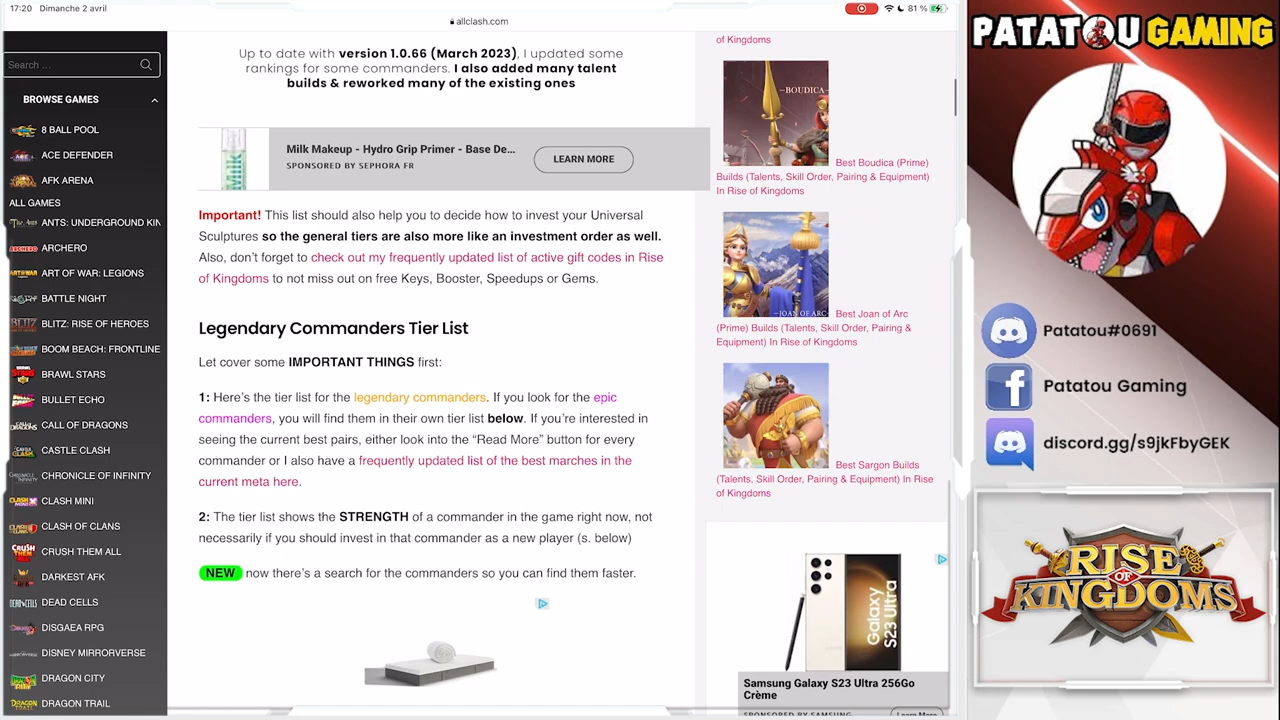 17:20 Dimanche 2 avril
81 %
allclash.com
Search ...
BROWSE GAMES
8 BALL POOL
ACE DEFENDER
AFK ARENA
ALL GAMES
ANTS: UNDERGROUND KIN
ARCHERO
ART OF WAR: LEGIONS
BATTLE NIGHT
BLITZ: RISE OF HEROES
BOOM BEACH: FRONTLINE
BRAWL STARS
BULLET ECHO
CALL OF DRAGONS
CASTLE CLASH
CHRONICLE OF INFINITY
CLASH MINI
CLASH OF CLANS
CRUSH THEM ALL
DARKEST AFK
DEAD CELLS
DISGAEA RPG
DISNEY MIRRORVERSE
DRAGON CITY
DRAGON TRAIL
Up to date with version 1.0.66 (March 2023), I updated some
rankings for some commanders. I also added many talent
builds & reworked many of the existing ones
Milk Makeup - Hydro Grip Primer - Base De...
SPONSORED BY SEPHORA FR
LEARN MORE
Important! This list should also help you to decide how to invest your Universal
Sculptures so the general tiers are also more like an investment order as well.
Also, don't forget to check out my frequently updated list of active gift codes in Rise
of Kingdoms to not miss out on free Keys, Booster, Speedups or Gems.
Legendary Commanders Tier List
Let cover some IMPORTANT THINGS first:
1: Here's the tier list for the legendary commanders. If you look for the epic
commanders, you will find them in their own tier list below. If you're interested in
seeing the current best pairs, either look into the "Read More" button for every
commander or I also have a frequently updated list of the best marches in the
current meta here.
2: The tier list shows the STRENGTH of a commander in the game right now, not
necessarily if you should invest in that commander as a new player (s. below)
NEW now there's a search for the commanders so you can find them faster.
of Kingdoms
BOUDICA
Best Boudica (Prime)
Builds (Talents, Skill Order, Pairing & Equipment)
In Rise of Kingdoms
JOAN OF ARC
Best Joan of Arc
(Prime) Builds (Talents, Skill Order, Pairing &
Equipment) In Rise of Kingdoms
Best Sargon Builds
(Talents, Skill Order, Pairing & Equipment) In Rise
of Kingdoms
Galaxy
S23 Ultra
Samsung Galaxy S23 Ultra 256Go
Crème
SPONSORED BY SAMSUNG
Learn More
PATATOU GAMING
Patatou#0691
Patatou Gaming
discord.gg/s9jkFbyGEK
RISE
OF
KINGDOMS